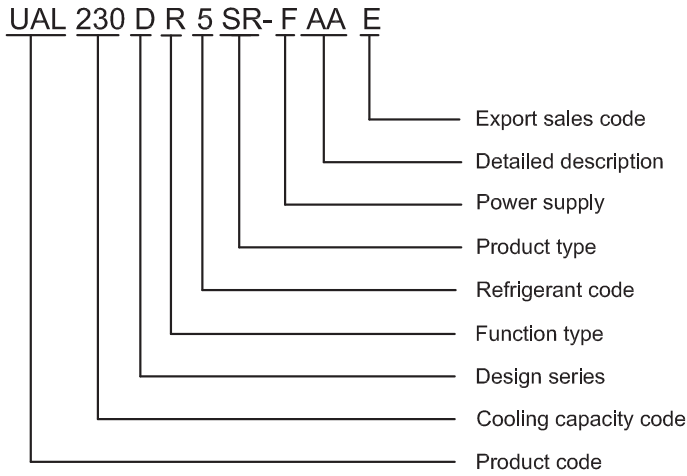 UAL 230 D R 5 SR- F AA E
Export sales code
Detailed description
Power supply
Product type
Refrigerant code
Function type
Design series
Cooling capacity code
Product code